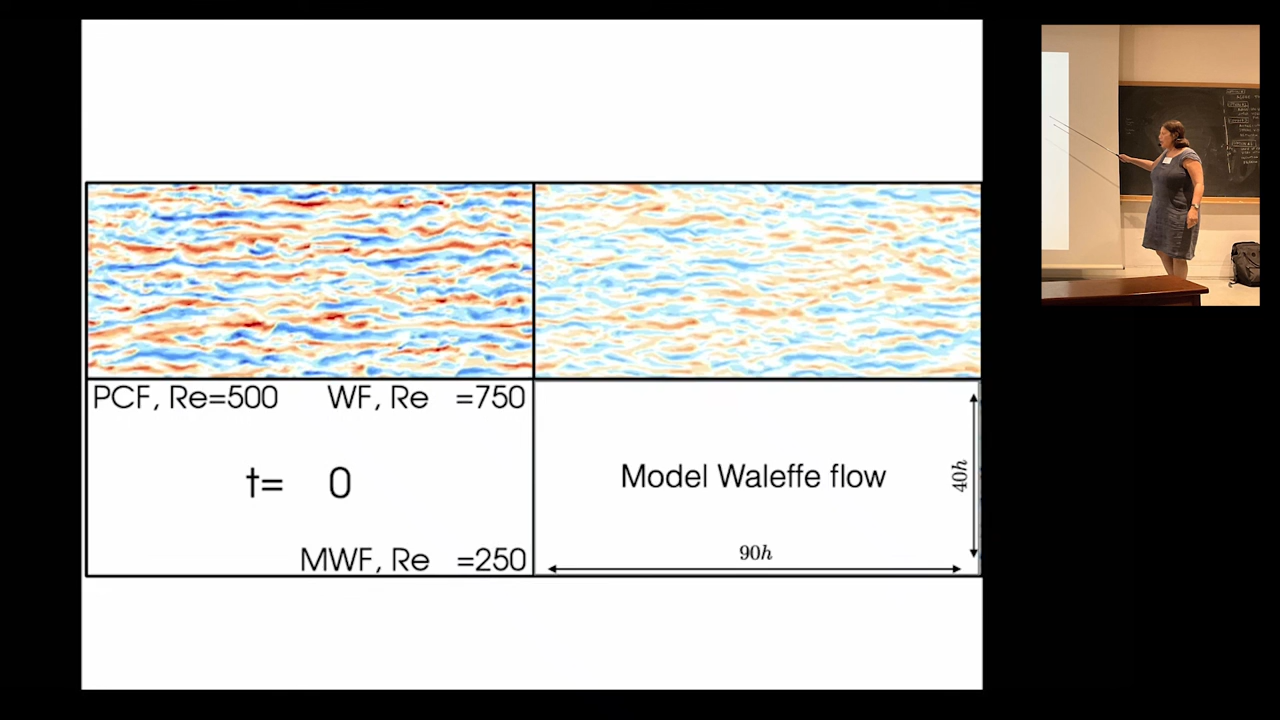 PCF, Re=500 WF, Re =750
t= 0
MWF, Re =250
Model Waleffe flow
40h
90h